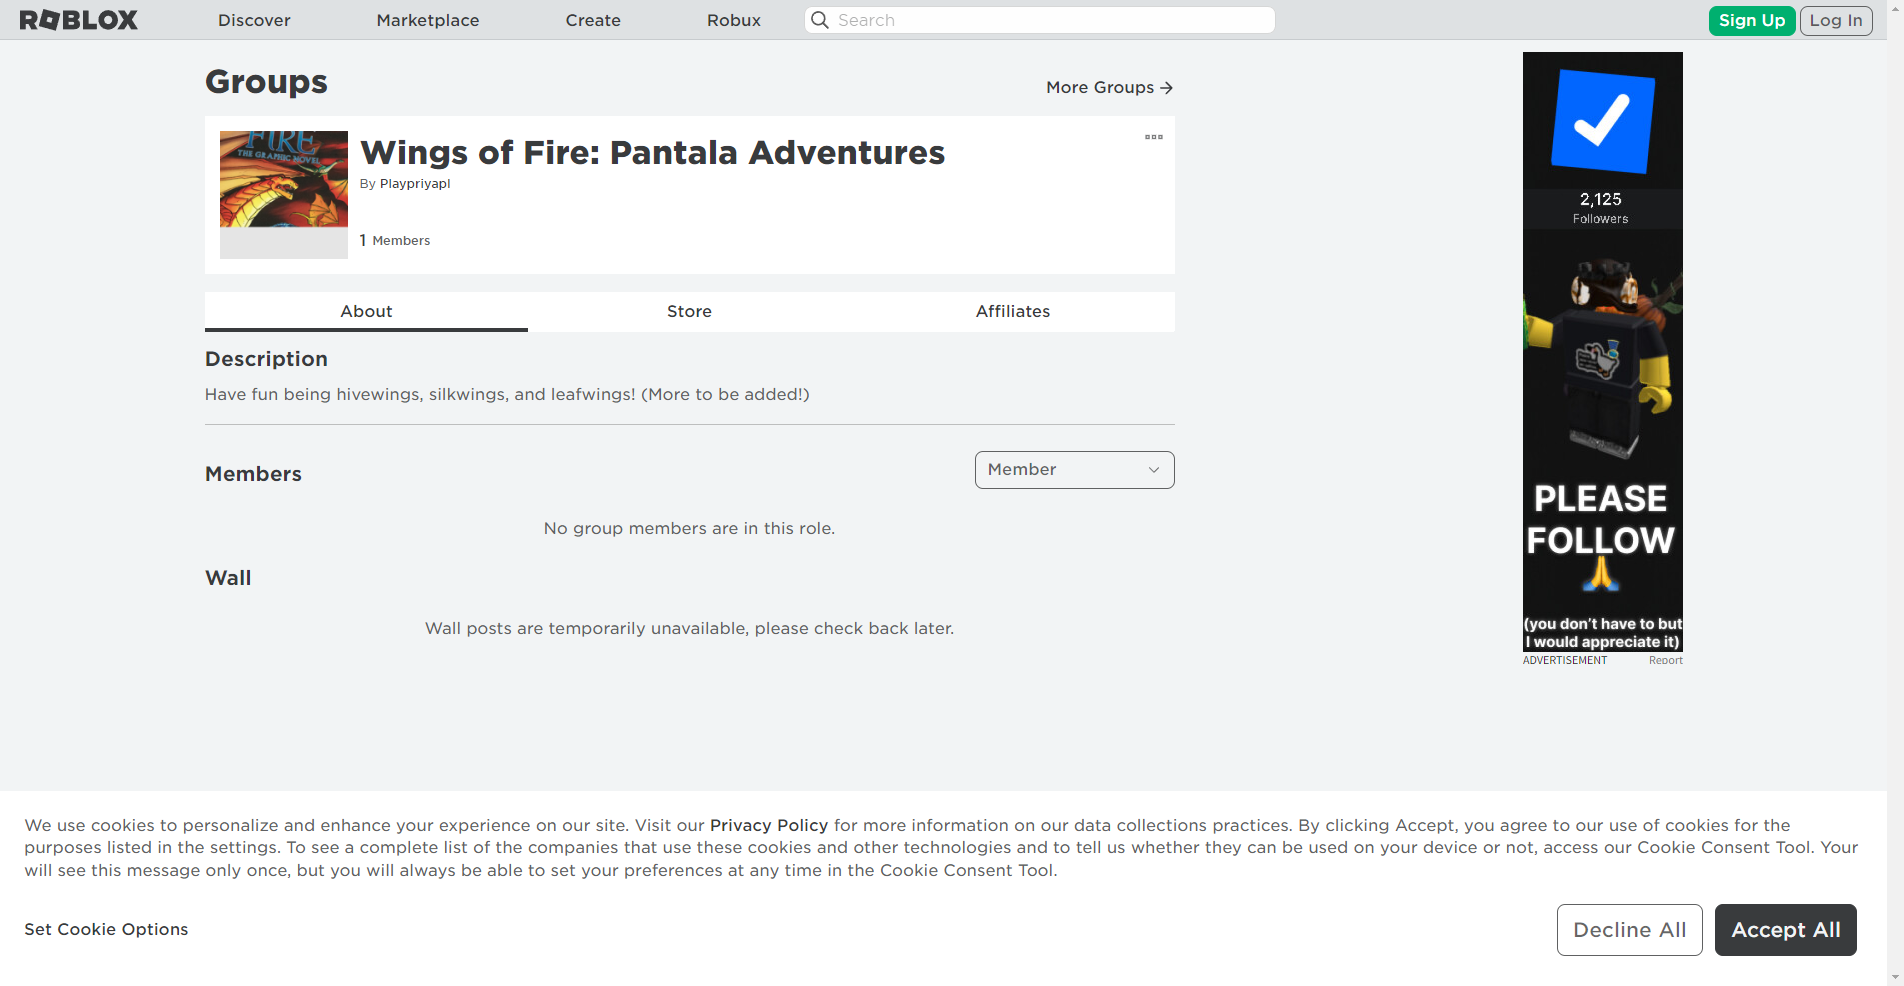 ROBLOX
Discover
Marketplace
Create
Robux
Search
Sign Up
Log In
Groups
More Groups →
FIRE
THE GRAPHIC NOVEL
Wings of Fire: Pantala Adventures
By Playpriyapl
1 Members
About
Store
Affiliates
Description
Have fun being hivewings, silkwings, and leafwings! (More to be added!)
Members
Member
No group members are in this role.
Wall
Wall posts are temporarily unavailable, please check back later.
2,125
Followers
PLEASE
FOLLOW
(you don't have to but
I would appreciate it)
ADVERTISEMENT
Report
We use cookies to personalize and enhance your experience on our site. Visit our Privacy Policy for more information on our data collections practices. By clicking Accept, you agree to our use of cookies for the
purposes listed in the settings. To see a complete list of the companies that use these cookies and other technologies and to tell us whether they can be used on your device or not, access our Cookie Consent Tool. Your
will see this message only once, but you will always be able to set your preferences at any time in the Cookie Consent Tool.
Set Cookie Options
Decline All
Accept All